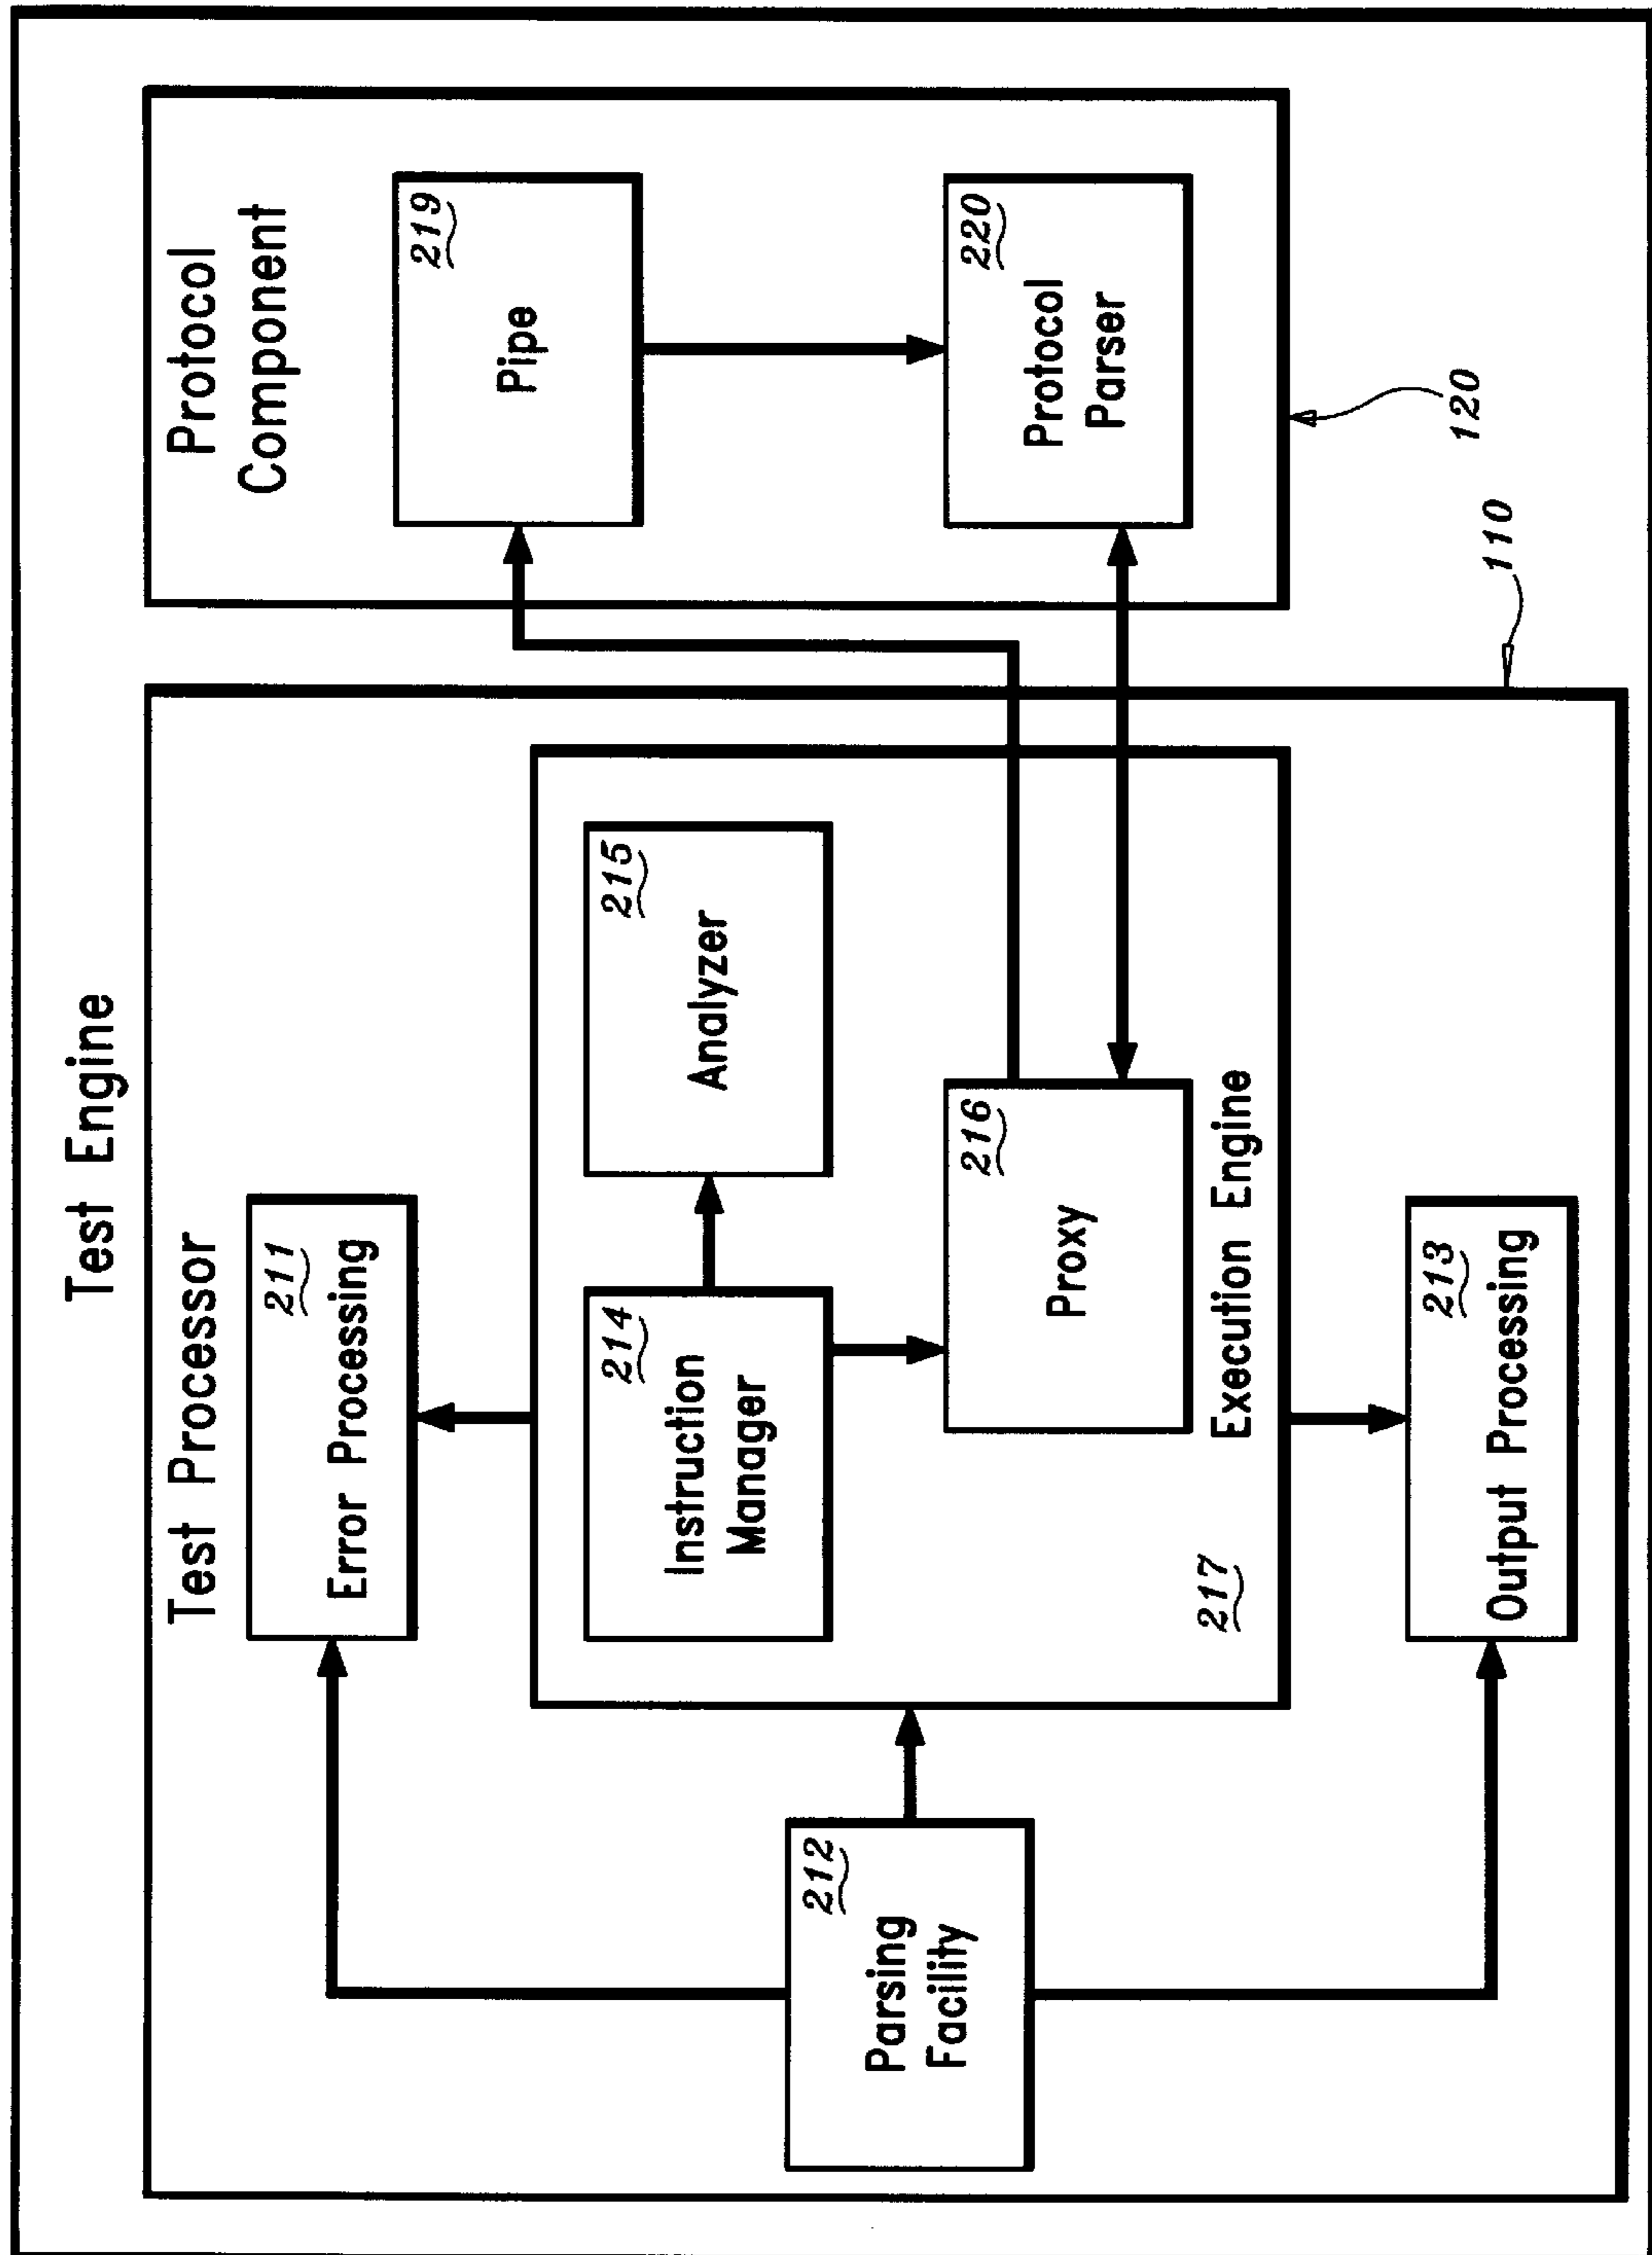 Test Engine
Test Processor
211
Error Processing
212
Parsing
Facility
214
Instruction
Manager
215
Analyzer
216
Proxy
Execution Engine
217
213
Output Processing
110
Protocol
Component
219
Pipe
220
Protocol
Parser
120